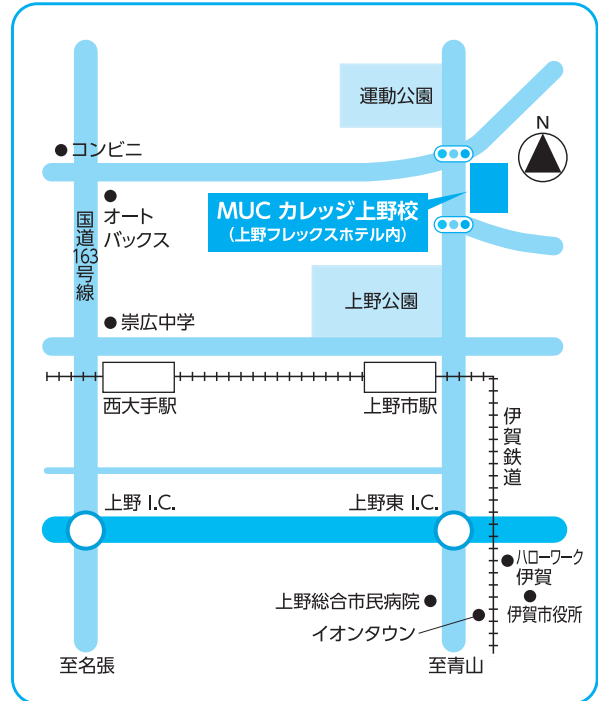 運動公園
N
コンビニ
オート
バックス
国道163号線
MUC カレッジ上野校
(上野フレックスホテル内)
上野公園
崇広中学
西大手駅
上野市駅
伊賀鉄道
上野 I.C.
上野東 I.C.
ハローワーク
伊賀
上野総合市民病院
伊賀市役所
イオンタウン
至名張
至青山